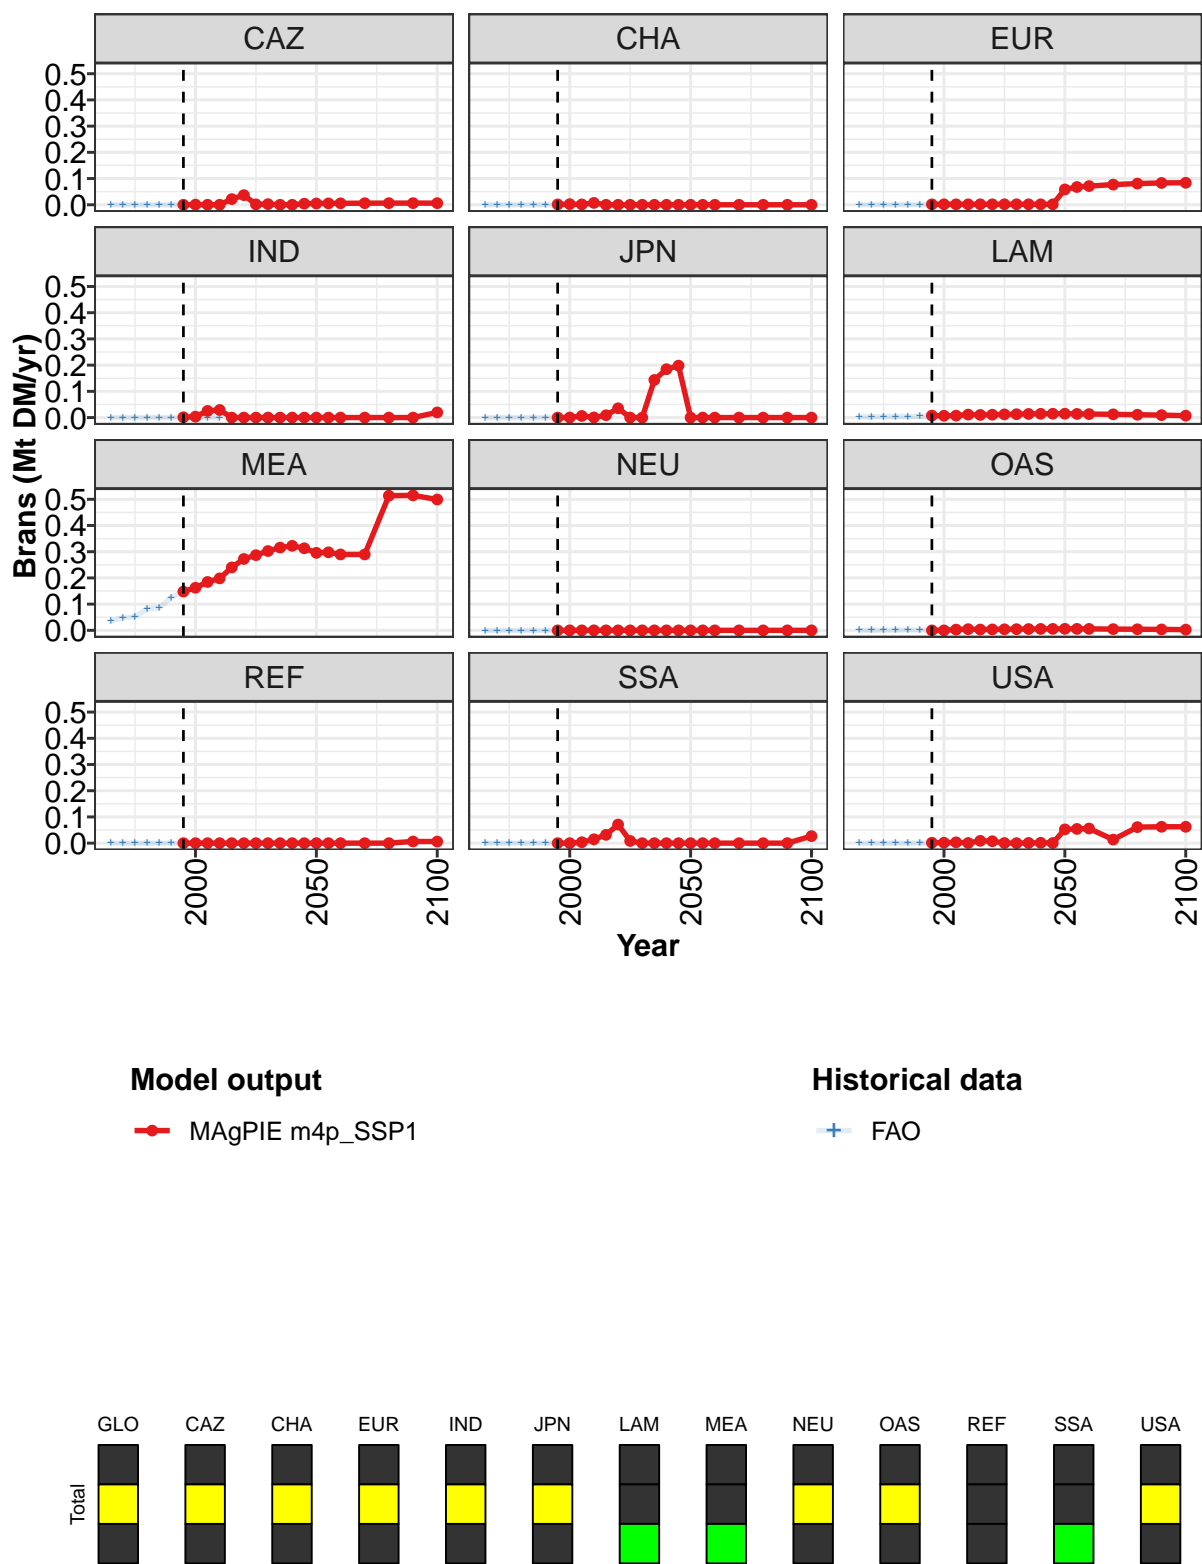 CAZ CHA EUR
0.5
0.4
0.3
0.2
0.1
0.0
IND JPN LAM
0.5
0.4
0.3
0.2
0.1
0.0
MEA NEU OAS
0.5
0.4
0.3
0.2
0.1
0.0
REF SSA USA
0.5
0.4
0.3
0.2
0.1
0.0
Brans (Mt DM/yr)
2000 2050 2100 2000 2050 2100 2000 2050 2100
Year
Model output
MAgPIE m4p_SSP1
Historical data
FAO
GLO CAZ CHA EUR IND JPN LAM MEA NEU OAS REF SSA USA
Total